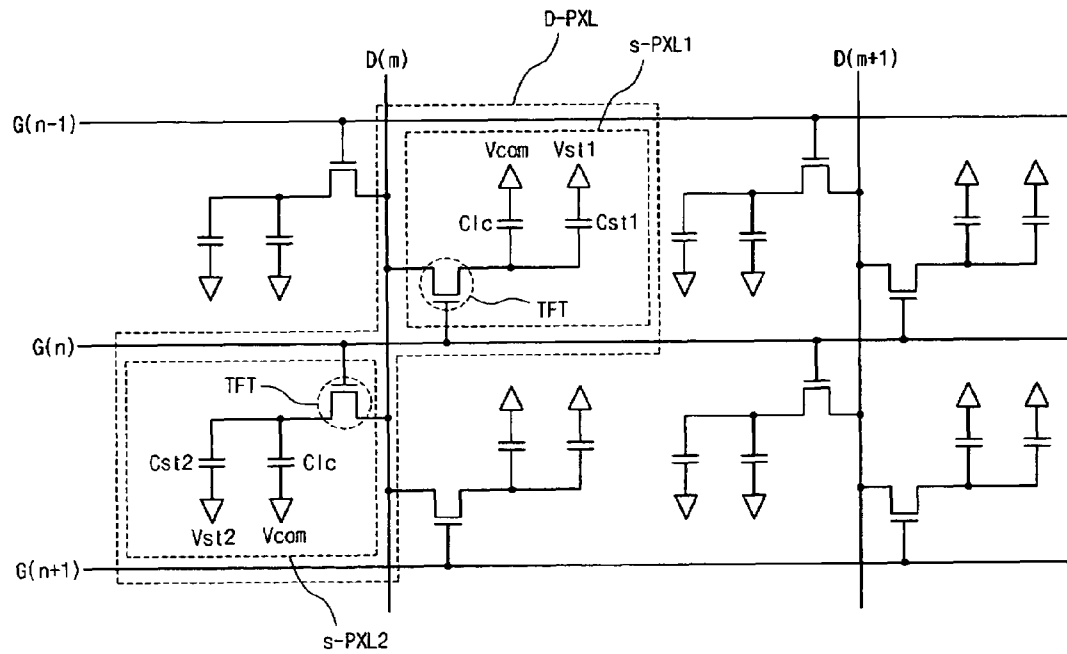 D-PXL
s-PXL1
D(m)
D(m+1)
G(n-1)
Vcom
Vst1
Clc
Cst1
TFT
G(n)
TFT
Cst2
Clc
Vst2
Vcom
G(n+1)
s-PXL2